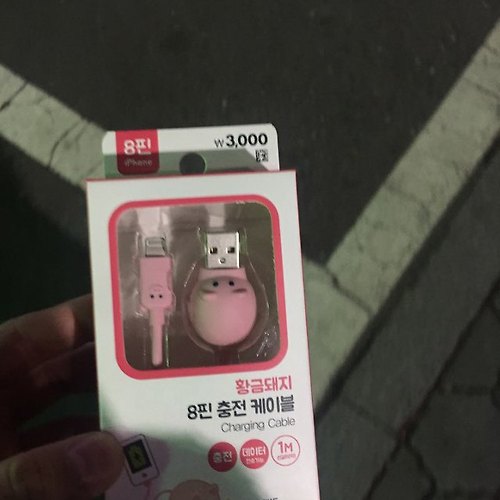 8핀
iPhone
₩3,000
황금돼지
8핀 충전 케이블
Charging Cable
충전
데이터
1M